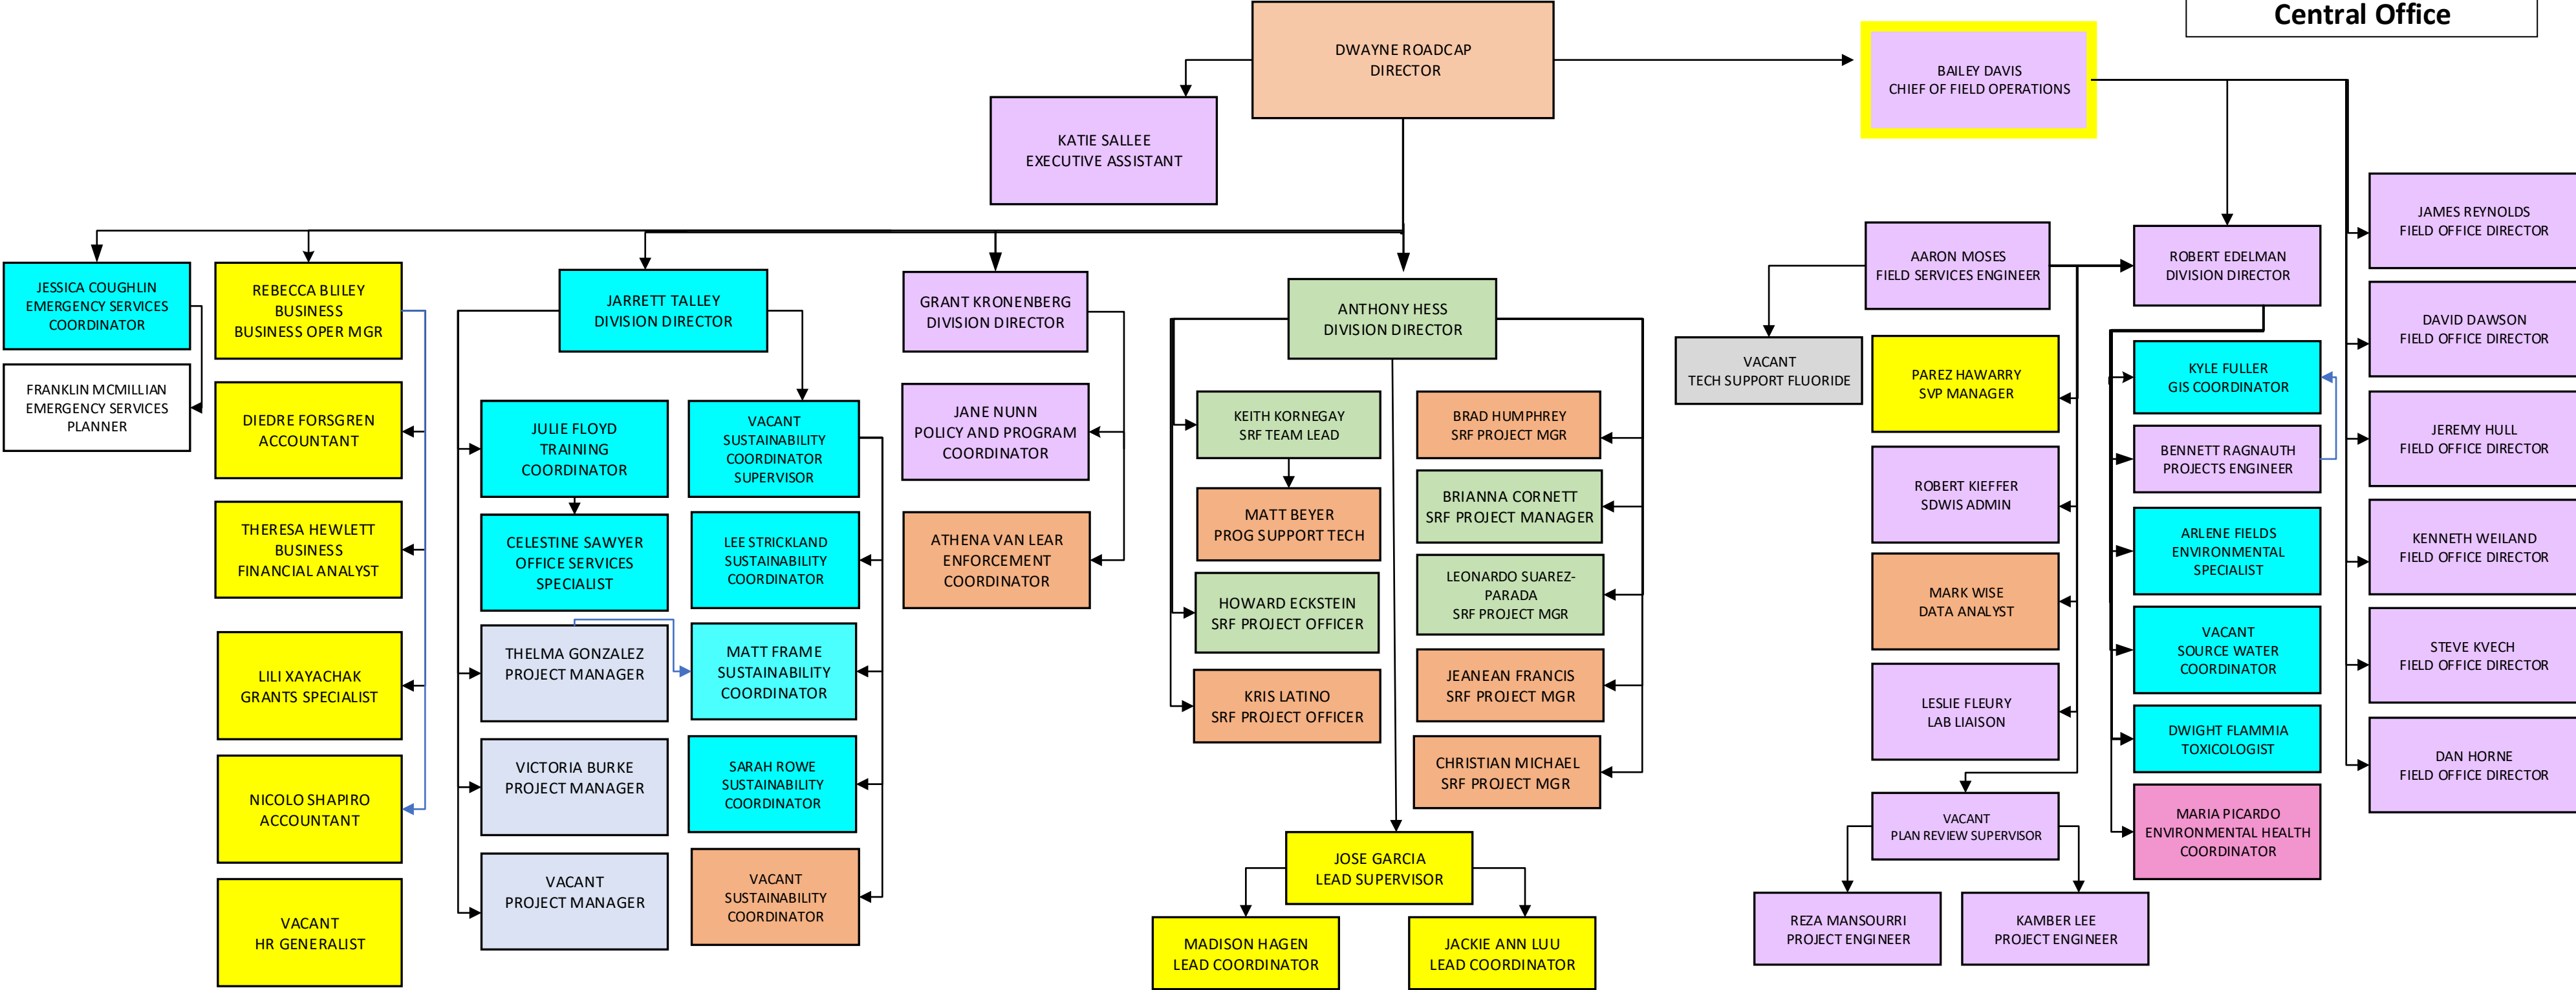 Central Office
DWAYNE ROADCAP
DIRECTOR
BAILEY DAVIS
CHIEF OF FIELD OPERATIONS
KATIE SALLEE
EXECUTIVE ASSISTANT
JESSICA COUGHLIN
EMERGENCY SERVICES
COORDINATOR
FRANKLIN MCMILLIAN
EMERGENCY SERVICES
PLANNER
REBECCA BLILEY
BUSINESS
BUSINESS OPER MGR
DIEDRE FORSGREN
ACCOUNTANT
THERESA HEWLETT
BUSINESS
FINANCIAL ANALYST
LILI XAYACHAK
GRANTS SPECIALIST
NICOLO SHAPIRO
ACCOUNTANT
VACANT
HR GENERALIST
JARRETT TALLEY
DIVISION DIRECTOR
JULIE FLOYD
TRAINING
COORDINATOR
CELESTINE SAWYER
OFFICE SERVICES
SPECIALIST
THELMA GONZALEZ
PROJECT MANAGER
VICTORIA BURKE
PROJECT MANAGER
VACANT
PROJECT MANAGER
VACANT
SUSTAINABILITY
COORDINATOR
SUPERVISOR
LEE STRICKLAND
SUSTAINABILITY
COORDINATOR
MATT FRAME
SUSTAINABILITY
COORDINATOR
SARAH ROWE
SUSTAINABILITY
COORDINATOR
VACANT
SUSTAINABILITY
COORDINATOR
GRANT KRONENBERG
DIVISION DIRECTOR
JANE NUNN
POLICY AND PROGRAM
COORDINATOR
ATHENA VAN LEAR
ENFORCEMENT
COORDINATOR
ANTHONY HESS
DIVISION DIRECTOR
KEITH KORNEGAY
SRF TEAM LEAD
MATT BEYER
PROG SUPPORT TECH
HOWARD ECKSTEIN
SRF PROJECT OFFICER
KRIS LATINO
SRF PROJECT OFFICER
BRAD HUMPHREY
SRF PROJECT MGR
BRIANNA CORNETT
SRF PROJECT MANAGER
LEONARDO SUAREZ-
PARADA
SRF PROJECT MGR
JEANEAN FRANCIS
SRF PROJECT MGR
CHRISTIAN MICHAEL
SRF PROJECT MGR
JOSE GARCIA
LEAD SUPERVISOR
MADISON HAGEN
LEAD COORDINATOR
JACKIE ANN LUU
LEAD COORDINATOR
AARON MOSES
FIELD SERVICES ENGINEER
VACANT
TECH SUPPORT FLUORIDE
PAREZ HAWARRY
SVP MANAGER
ROBERT KIEFFER
SDWIS ADMIN
MARK WISE
DATA ANALYST
LESLIE FLEURY
LAB LIAISON
VACANT
PLAN REVIEW SUPERVISOR
REZA MANSOURRI
PROJECT ENGINEER
KAMBER LEE
PROJECT ENGINEER
ROBERT EDELMAN
DIVISION DIRECTOR
KYLE FULLER
GIS COORDINATOR
BENNETT RAGNAUTH
PROJECTS ENGINEER
ARLENE FIELDS
ENVIRONMENTAL
SPECIALIST
VACANT
SOURCE WATER
COORDINATOR
DWIGHT FLAMMIA
TOXICOLOGIST
MARIA PICARDO
ENVIRONMENTAL HEALTH
COORDINATOR
JAMES REYNOLDS
FIELD OFFICE DIRECTOR
DAVID DAWSON
FIELD OFFICE DIRECTOR
JEREMY HULL
FIELD OFFICE DIRECTOR
KENNETH WEILAND
FIELD OFFICE DIRECTOR
STEVE KVECH
FIELD OFFICE DIRECTOR
DAN HORNE
FIELD OFFICE DIRECTOR